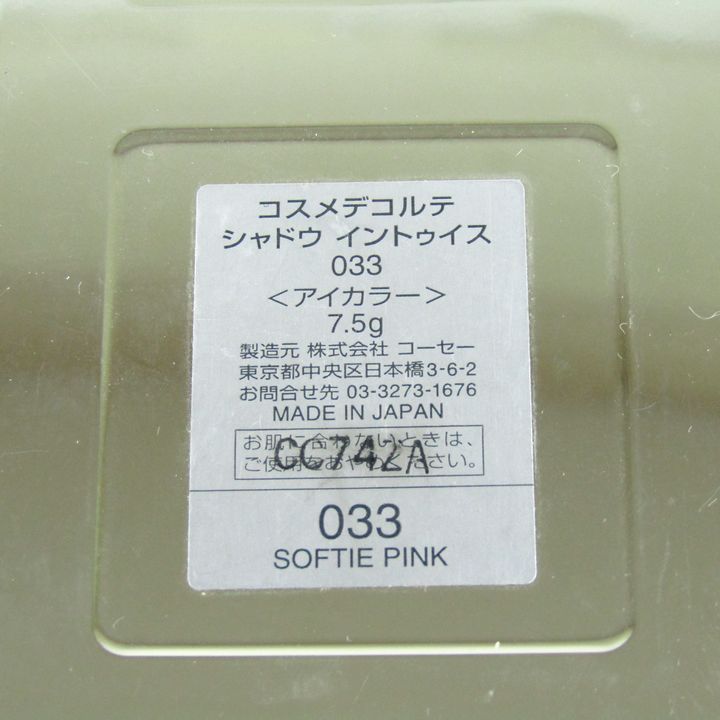 コスメデコルテ
シャドウ イントゥイス
033
＜アイカラー＞
7.5g
製造元 株式会社 コーセー
東京都中央区日本橋3-6-2
お問合せ先 03-3273-1676
MADE IN JAPAN
お肌に合わないときは、
ご使用をおやめください。
CC742A
033
SOFTIE PINK